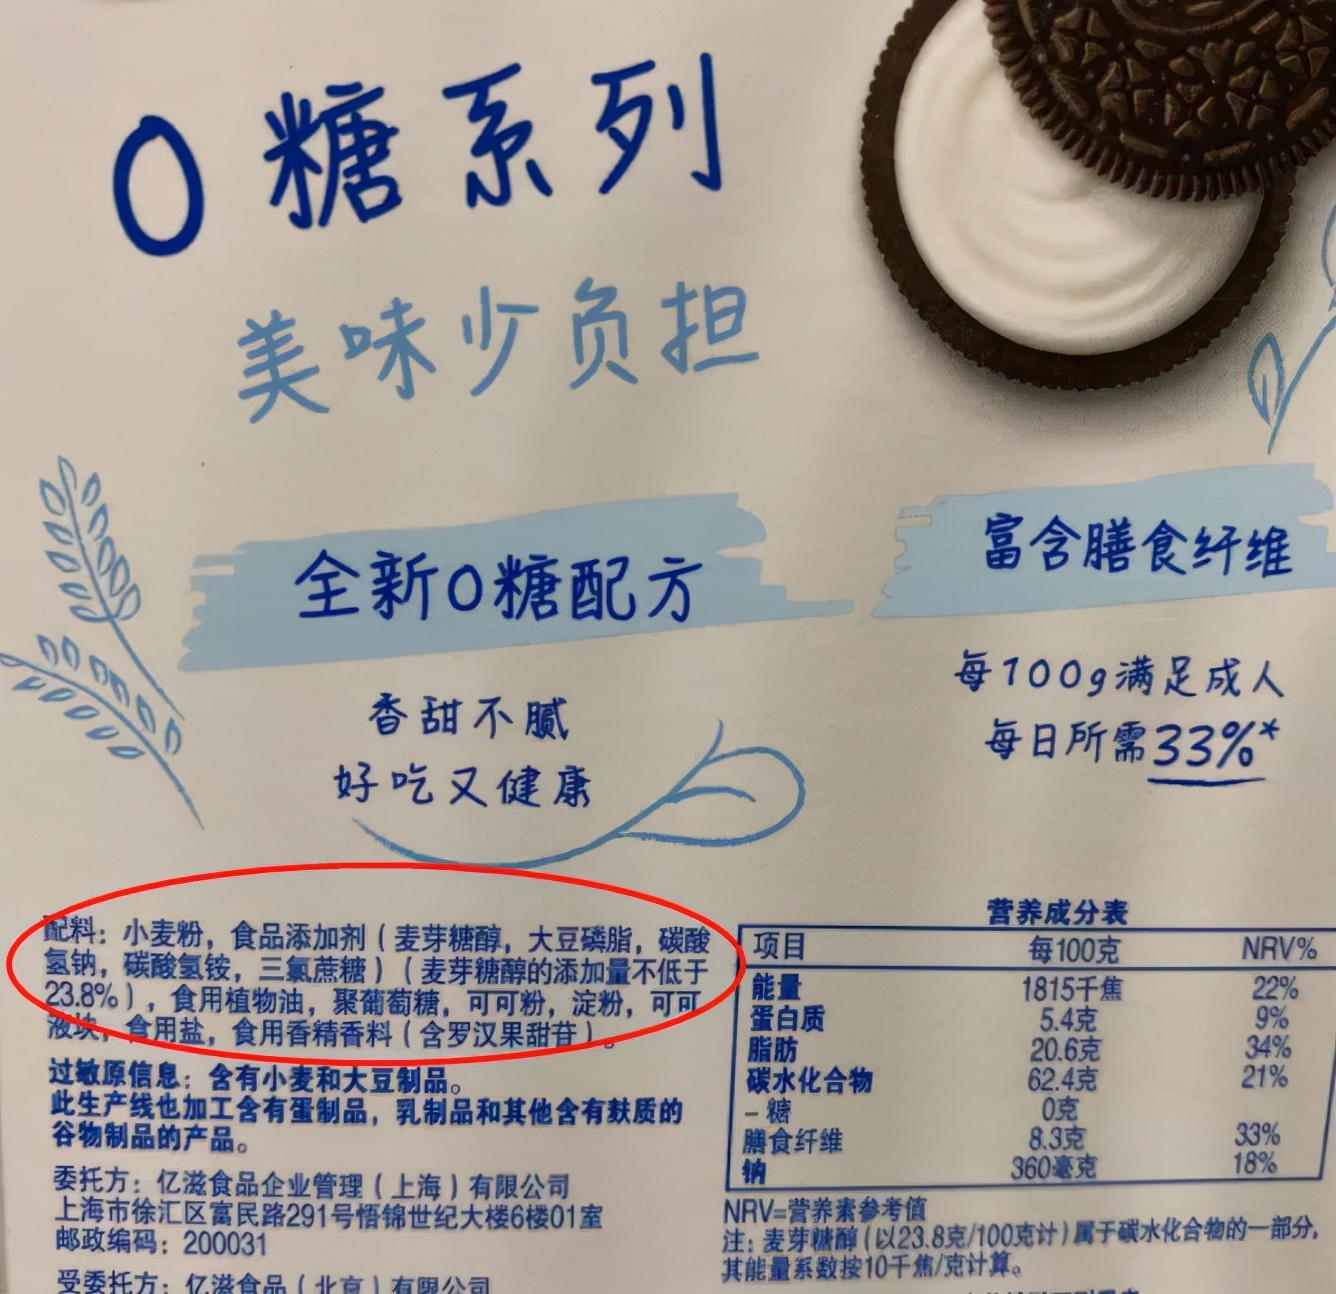 0糖系列
美味少负担
全新0糖配方
香甜不腻
好吃又健康
富含膳食纤维
每100g满足成人
每日所需33%*
配料：小麦粉，食品添加剂（麦芽糖醇，大豆磷脂，碳酸
氢钠，碳酸氢铵，三氯蔗糖）（麦芽糖醇的添加量不低于
23.8%），食用植物油，聚葡萄糖，可可粉，淀粉，可可
液块，食用盐，食用香精香料（含罗汉果甜苷）。
过敏原信息：含有小麦和大豆制品。
此生产线也加工含有蛋制品，乳制品和其他含有麸质的
谷物制品的产品。
委托方：亿滋食品企业管理（上海）有限公司
上海市徐汇区富民路291号悟锦世纪大楼6楼01室
邮政编码：200031
受委托方：亿滋食品（北京）有限公司
营养成分表
项目 每100克 NRV%
能量 1815千焦 22%
蛋白质 5.4克 9%
脂肪 20.6克 34%
碳水化合物 62.4克 21%
–糖 0克
膳食纤维 8.3克 33%
钠 360毫克 18%
NRV=营养素参考值
注：麦芽糖醇（以23.8克/100克计）属于碳水化合物的一部分，
其能量系数按10千焦/克计算。